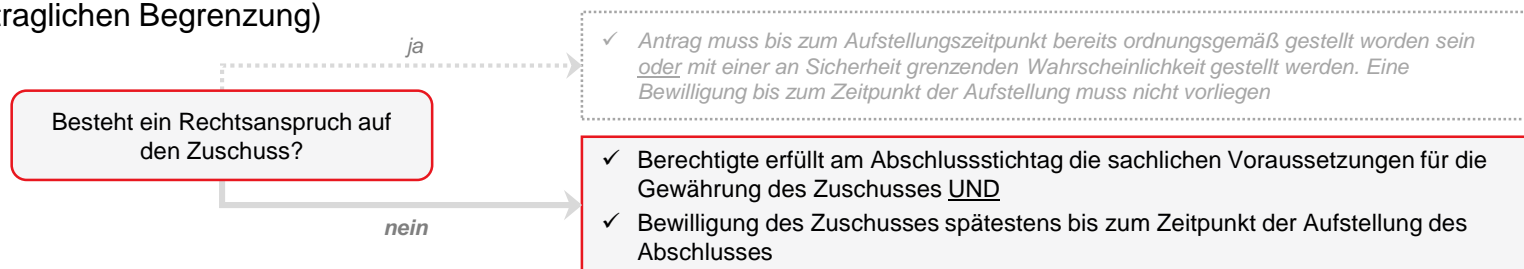 traglichen Begrenzung)
ja
✓ Antrag muss bis zum Aufstellungszeitpunkt bereits ordnungsgemäß gestellt worden sein
oder mit einer an Sicherheit grenzenden Wahrscheinlichkeit gestellt werden. Eine
Bewilligung bis zum Zeitpunkt der Aufstellung muss nicht vorliegen
Besteht ein Rechtsanspruch auf
den Zuschuss?
nein
✓ Berechtigte erfüllt am Abschlussstichtag die sachlichen Voraussetzungen für die
Gewährung des Zuschusses UND
✓ Bewilligung des Zuschusses spätestens bis zum Zeitpunkt der Aufstellung des
Abschlusses